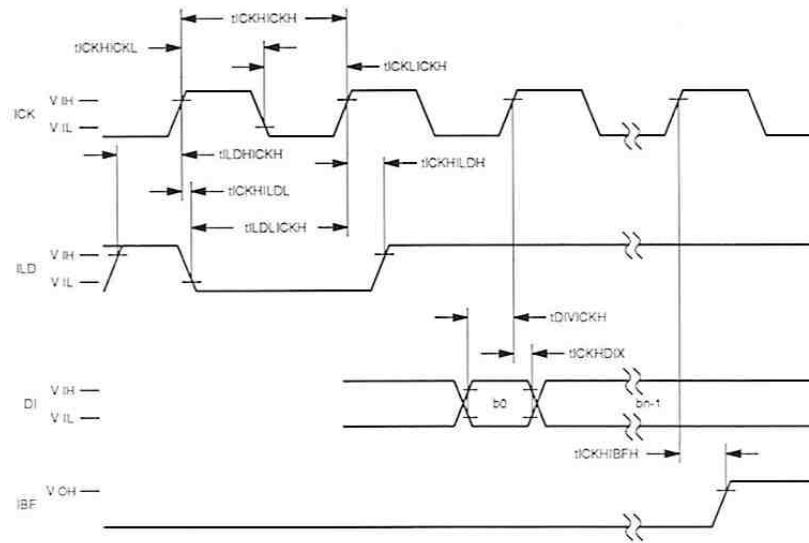 tICKHICKH
tICKHICKL
tICKLICKH
V IH
ICK
V IL
tILDHICKH
tICKHILDH
tICKHILDL
tILDLICKH
V IH
ILD
V IL
tDIVICKH
tICKHDIX
V IH
DI
b0
bn-1
V IL
tICKHIBFH
V OH
IBF